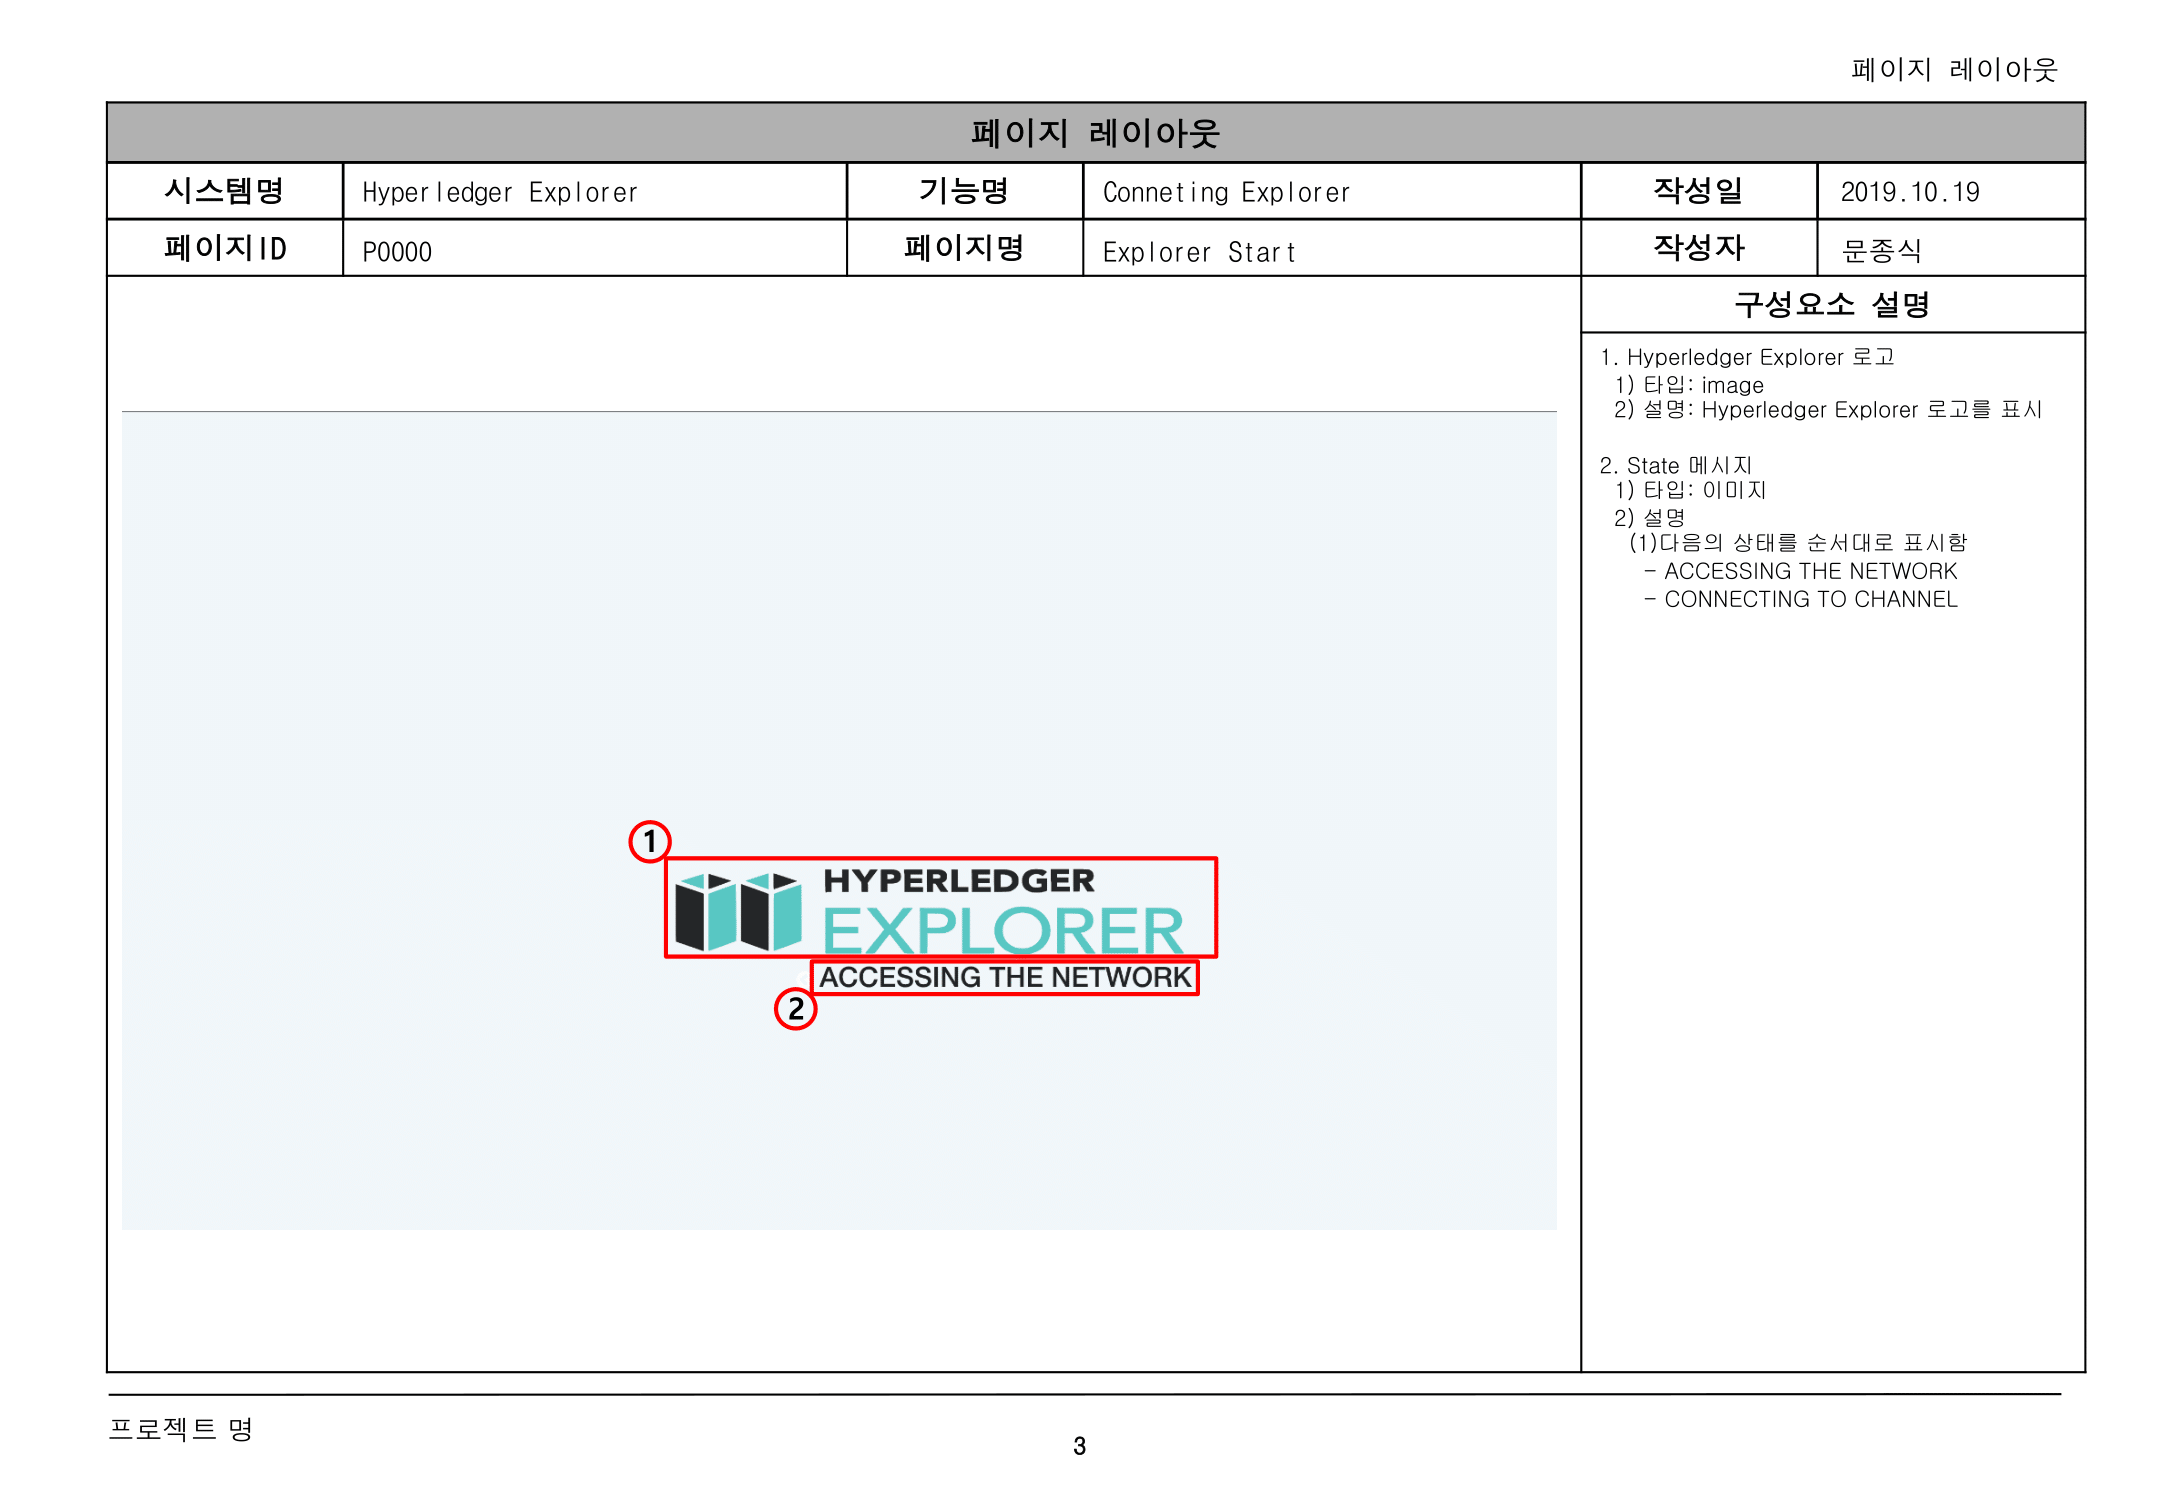 페이지 레이아웃
페이지 레이아웃
시스템명 Hyperledger Explorer 기능명 Conneting Explorer 작성일 2019.10.19
페이지ID P0000 페이지명 Explorer Start 작성자 문종식
구성요소 설명
1. Hyperledger Explorer 로고
1) 타입: image
2) 설명: Hyperledger Explorer 로고를 표시
2. State 메시지
1) 타입: 이미지
2) 설명
(1)다음의 상태를 순서대로 표시함
- ACCESSING THE NETWORK
- CONNECTING TO CHANNEL
1
HYPERLEDGER
EXPLORER
ACCESSING THE NETWORK
2
프로젝트 명
3